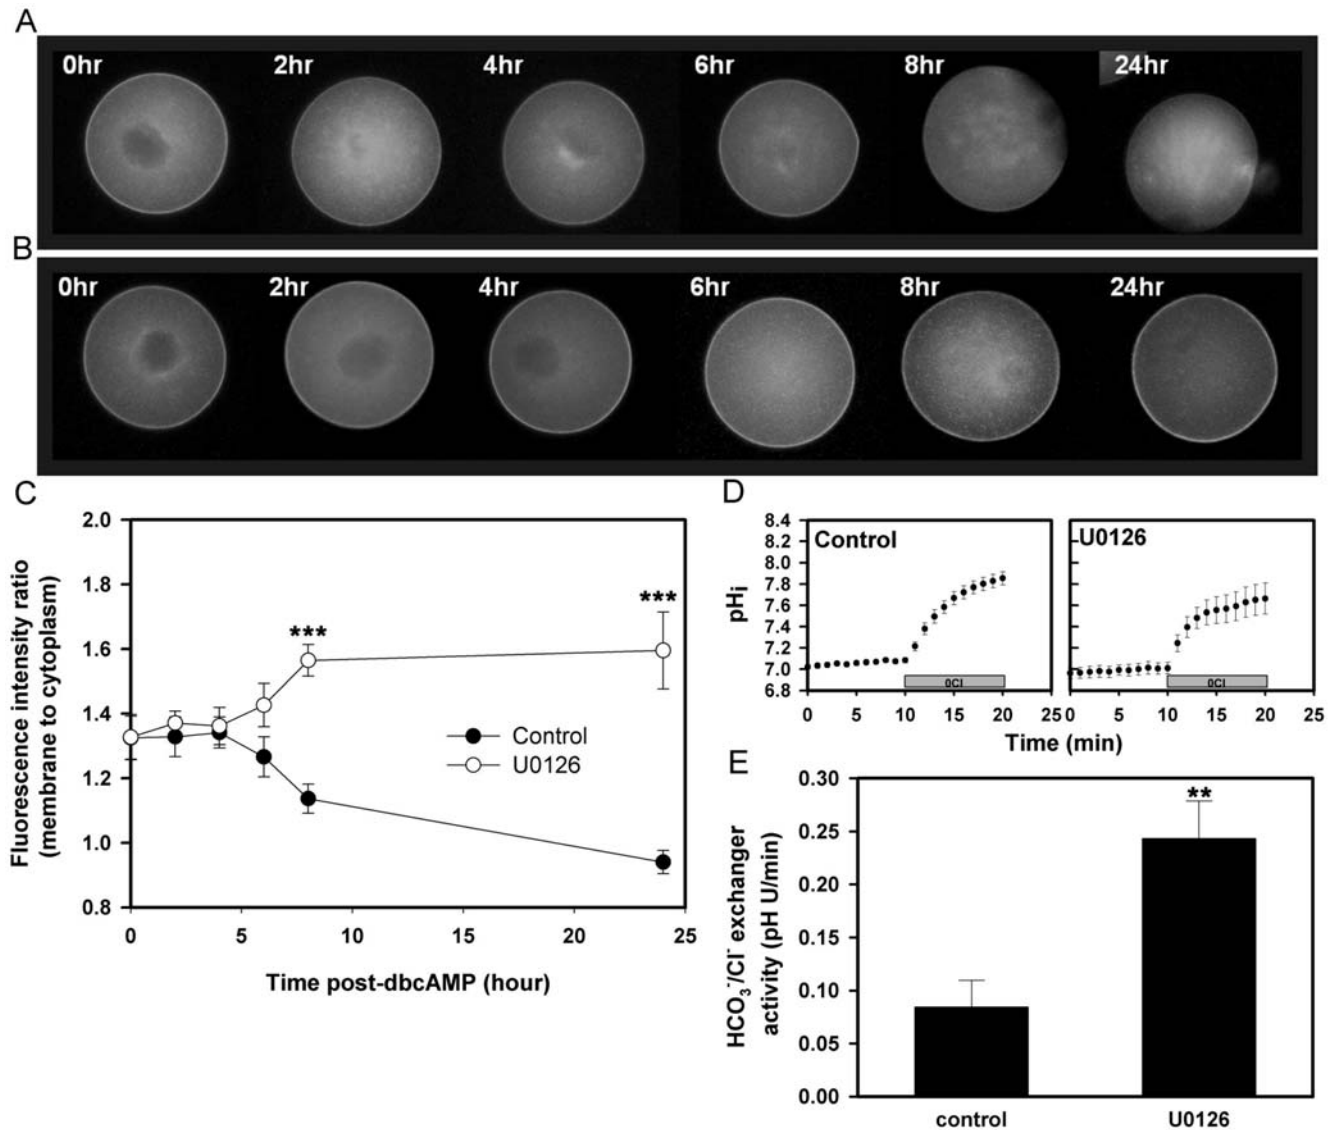 A
0hr 2hr 4hr 6hr 8hr 24hr
B
0hr 2hr 4hr 6hr 8hr 24hr
C
2.0
1.8
1.6
1.4
1.2
1.0
0.8
Fluorescence intensity ratio
(membrane to cytoplasm)
***
***
Control
U0126
0 5 10 15 20 25
Time post-dbcAMP (hour)
D
8.4
8.2
8.0
7.8
7.6
7.4
7.2
7.0
6.8
pHi
Control
0Cl
0 5 10 15 20 25
U0126
0Cl
0 5 10 15 20 25
Time (min)
E
0.30
0.25
0.20
0.15
0.10
0.05
0.00
HCO₃⁻/Cl⁻ exchanger
activity (pH U/min)
**
control U0126